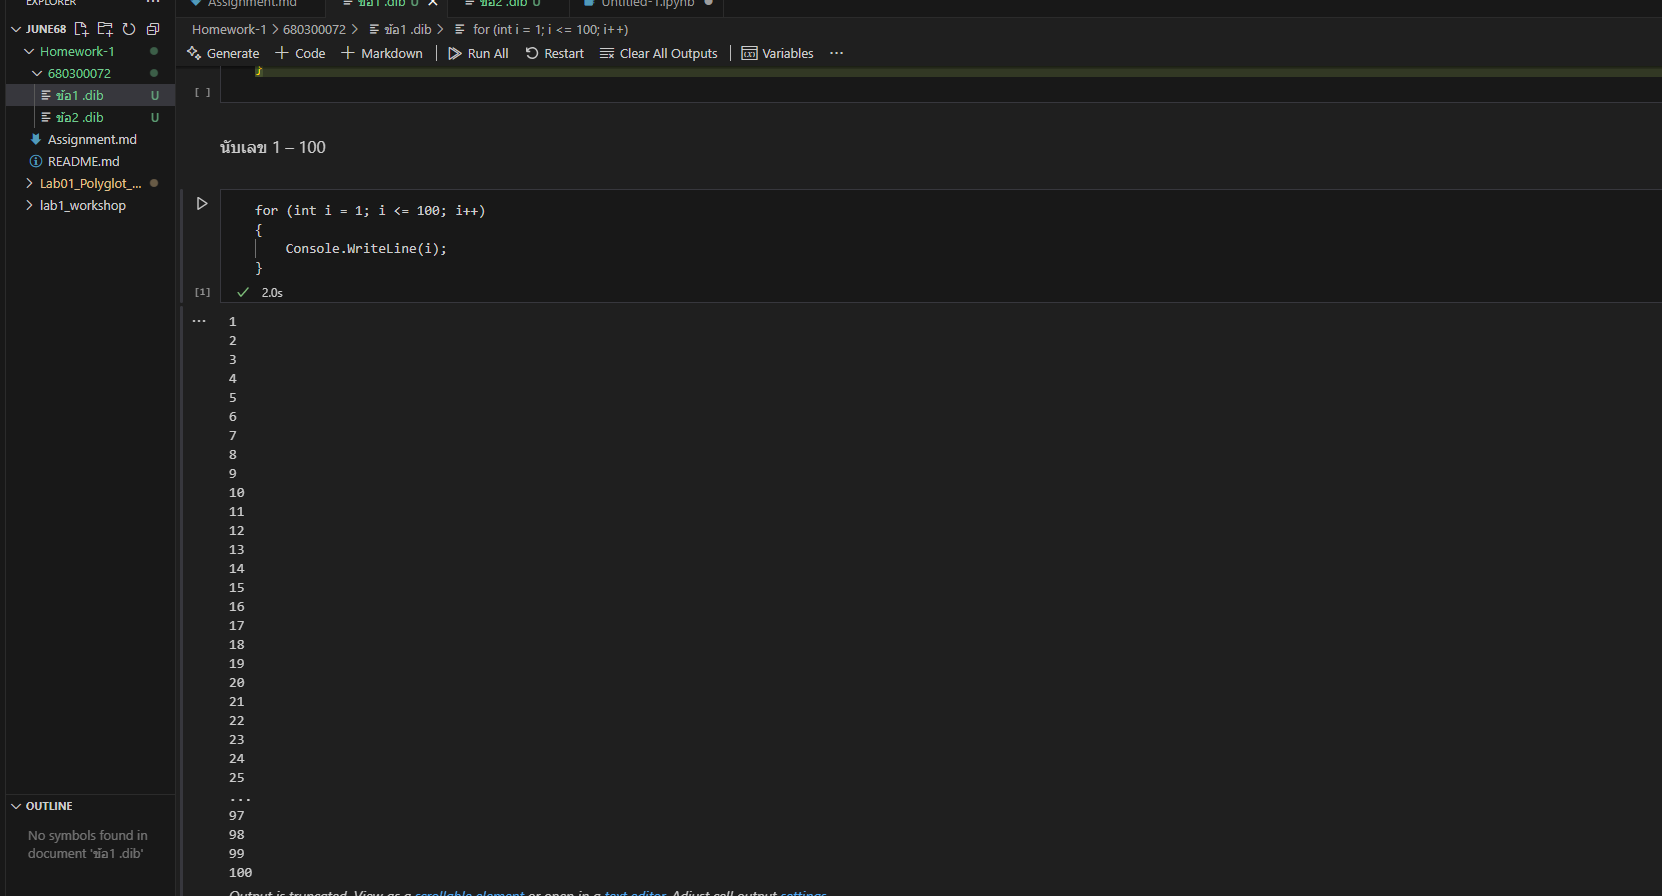 EXPLORER
JUNE68
Homework-1
680300072
ข้อ1 .dib U
ข้อ2 .dib U
Assignment.md
README.md
Lab01_Polyglot_...
lab1_workshop
OUTLINE
No symbols found in
document 'ข้อ1 .dib'
Assignment.md ข้อ1 .dib U ข้อ2 .dib U Untitled-1.ipynb
Homework-1 > 680300072 > ข้อ1 .dib > for (int i = 1; i <= 100; i++)
Generate + Code + Markdown | Run All Restart Clear All Outputs | Variables ...
}
[ ]
นับเลข 1 – 100
for (int i = 1; i <= 100; i++)
{
Console.WriteLine(i);
}
[1] 2.0s
... 1
2
3
4
5
6
7
8
9
10
11
12
13
14
15
16
17
18
19
20
21
22
23
24
25
...
97
98
99
100
Output is truncated. View as a scrollable element or open in a text editor. Adjust cell output settings...